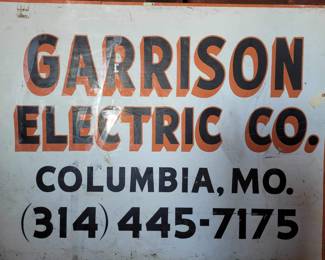 GARRISON
ELECTRIC CO.
COLUMBIA, MO.
(314) 445-7175